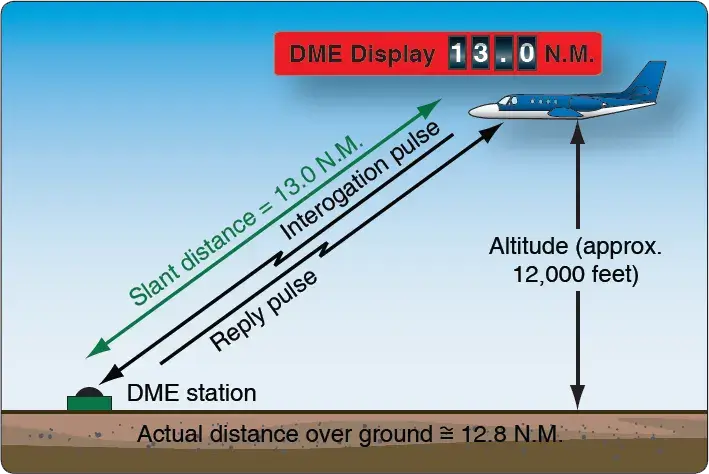 DME Display 13.0 N.M.
Slant distance = 13.0 N.M.
Interogation pulse
Reply pulse
Altitude (approx.
12,000 feet)
DME station
Actual distance over ground ≅ 12.8 N.M.